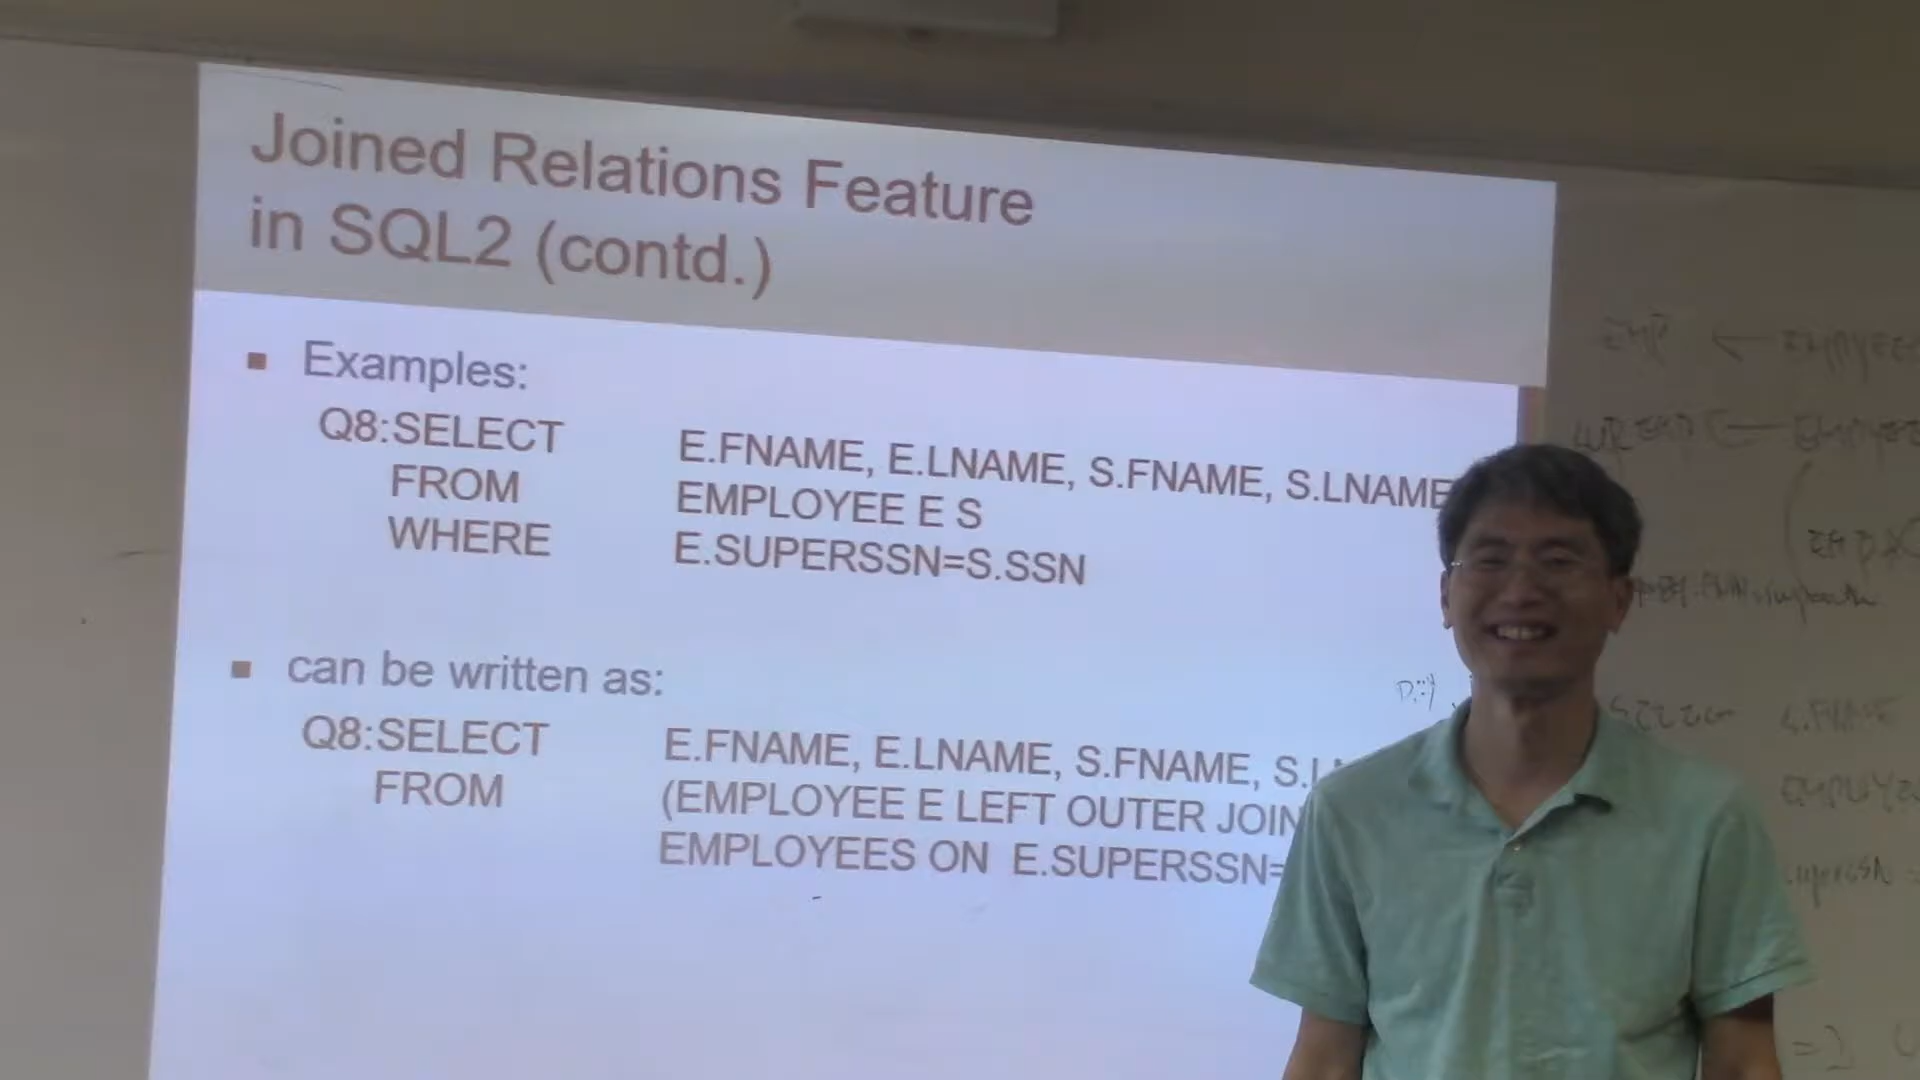 Joined Relations Feature
in SQL2 (contd.)
Examples:
Q8:SELECT E.FNAME, E.LNAME, S.FNAME, S.LNAME
FROM EMPLOYEE E S
WHERE E.SUPERSSN=S.SSN
can be written as:
Q8:SELECT E.FNAME, E.LNAME, S.FNAME,
FROM (EMPLOYEE E LEFT OUTER JOIN
EMPLOYEES ON E.SUPERSSN=
EMP ←